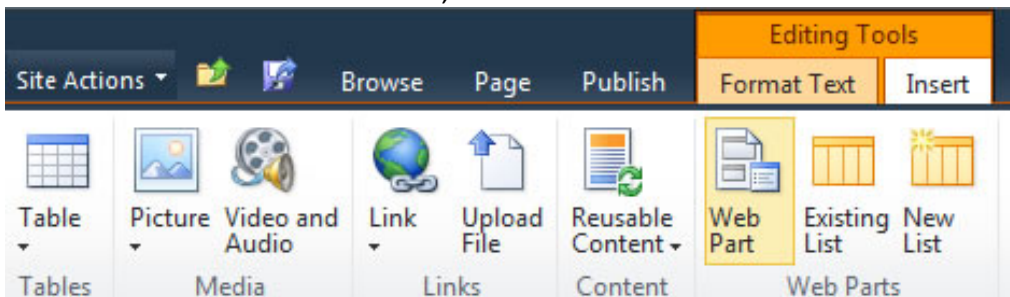 Editing Tools
Site Actions Browse Page Publish Format Text Insert
Table Picture Video and Audio Link Upload File Reusable Content Web Part Existing List New List
Tables Media Links Content Web Parts